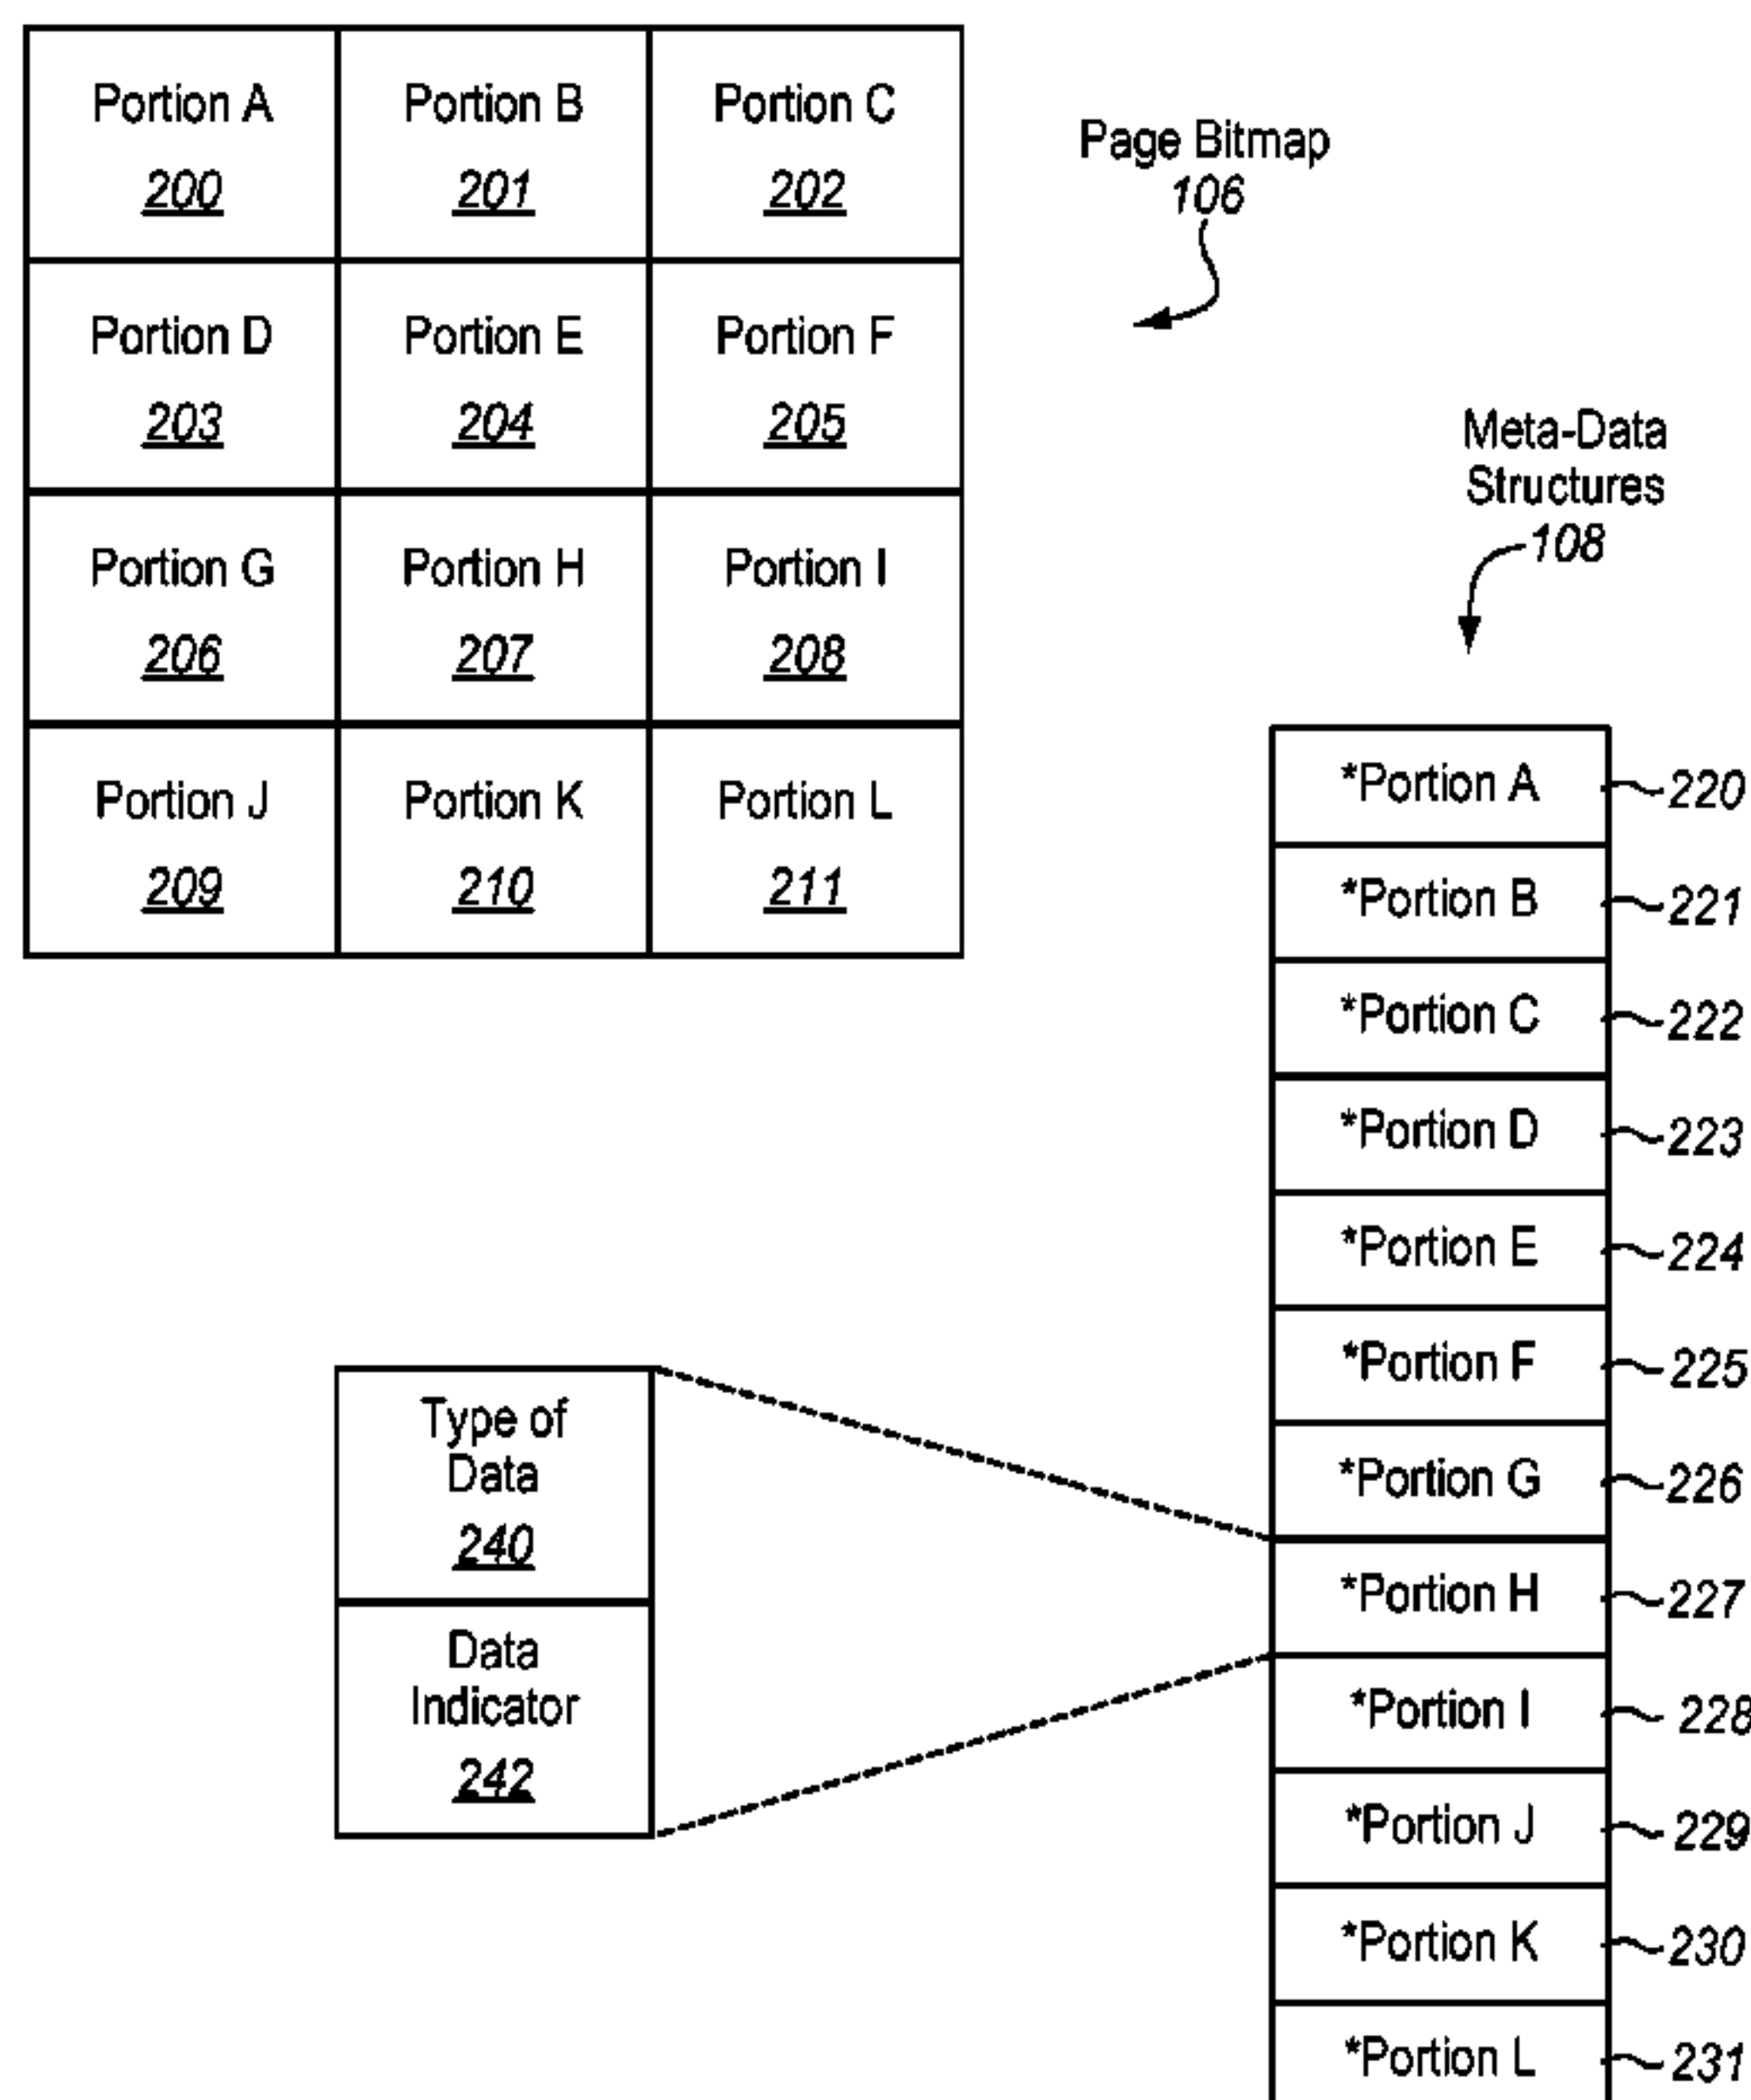 Portion A
200
Portion B
201
Portion C
202
Portion D
203
Portion E
204
Portion F
205
Portion G
206
Portion H
207
Portion I
208
Portion J
209
Portion K
210
Portion L
211
Page Bitmap
106
Meta-Data
Structures
108
*Portion A 220
*Portion B 221
*Portion C 222
*Portion D 223
*Portion E 224
*Portion F 225
*Portion G 226
*Portion H 227
*Portion I 228
*Portion J 229
*Portion K 230
*Portion L 231
Type of
Data
240
Data
Indicator
242